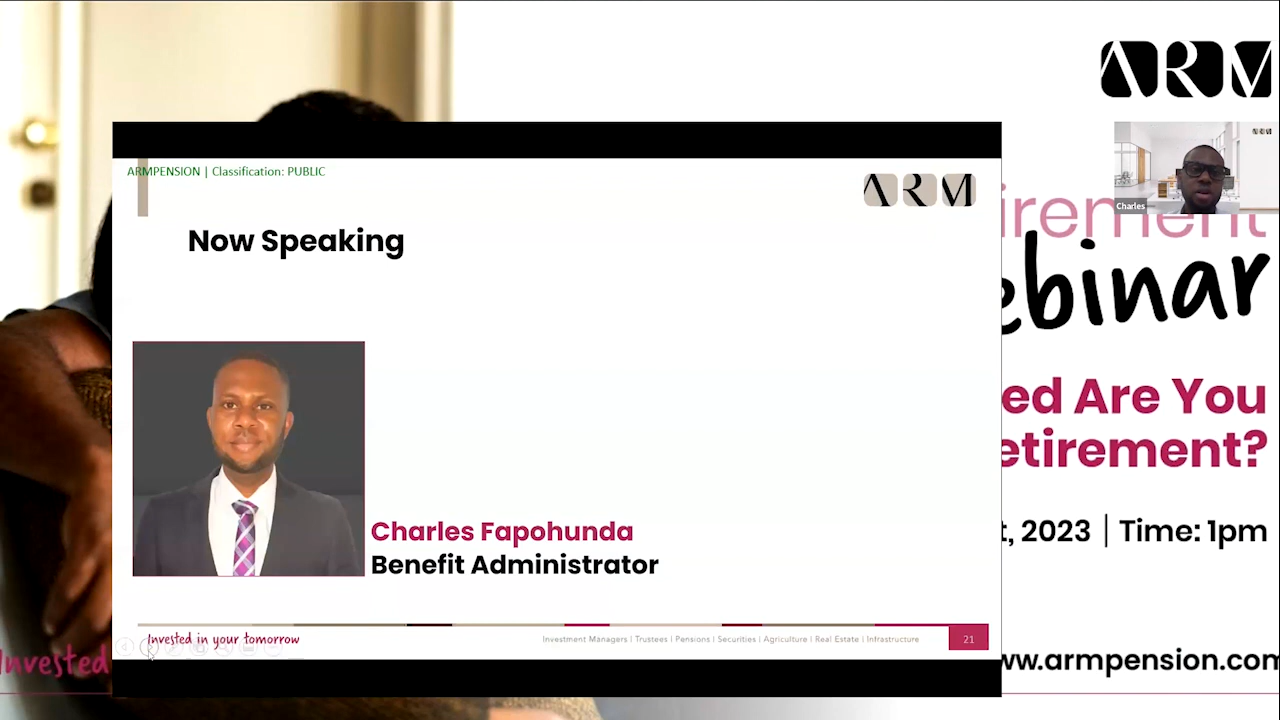 ARM
Charles
irement
ebinar
ed Are You
etirement?
t, 2023 | Time: 1pm
ww.armpension.com
Invested
ARMPENSION | Classification: PUBLIC
ARM
Now Speaking
Charles Fapohunda
Benefit Administrator
Invested in your tomorrow
Investment Managers | Trustees | Pensions | Securities | Agriculture | Real Estate | Infrastructure
21